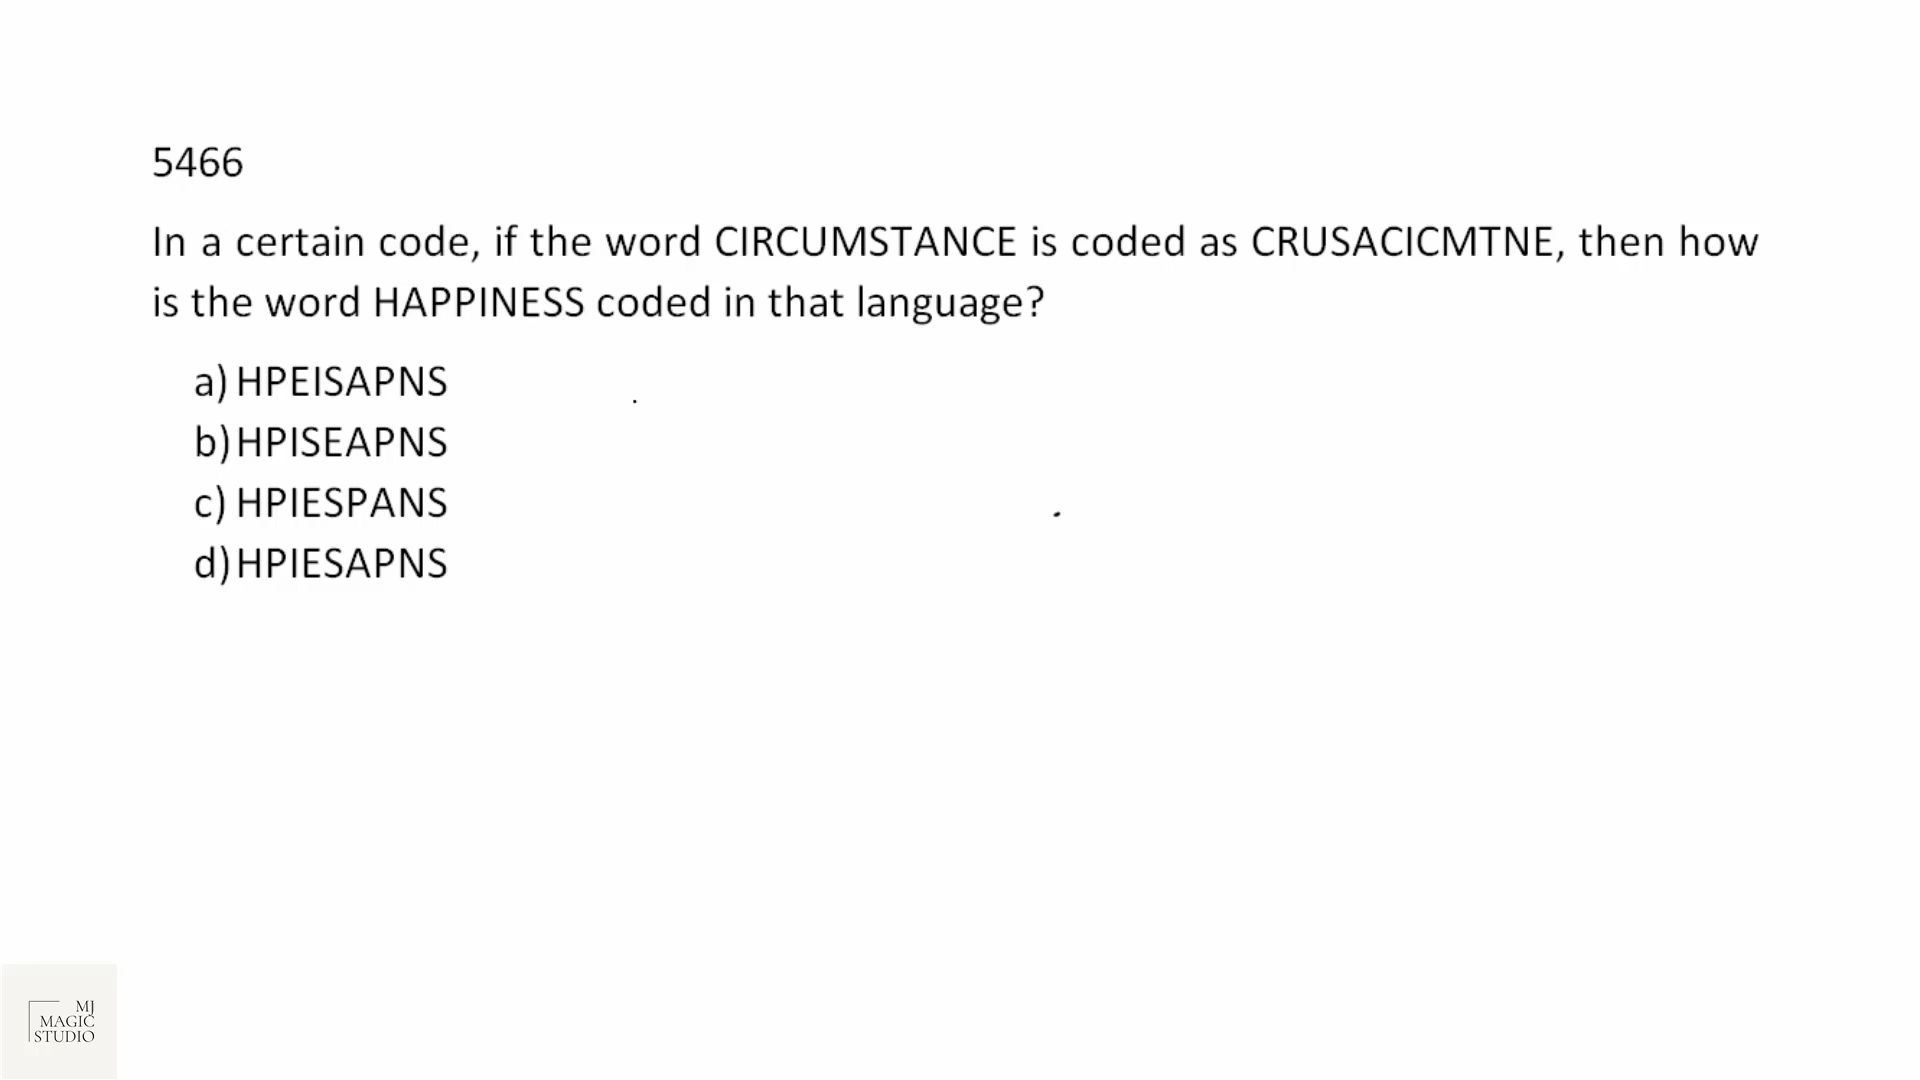 5466
In a certain code, if the word CIRCUMSTANCE is coded as CRUSACICMTNE, then how
is the word HAPPINESS coded in that language?
a) HPEISAPNS
b) HPISEAPNS
c) HPIESPANS
d) HPIESAPNS
MJ
MAGIC
STUDIO